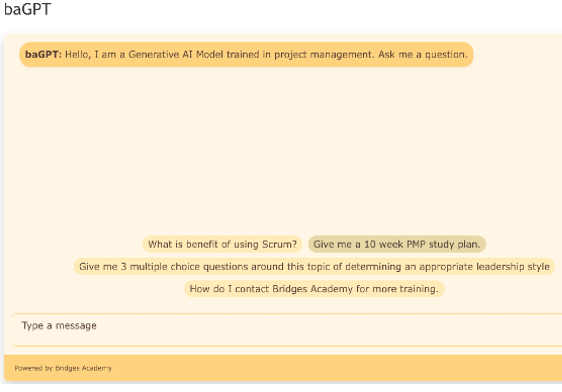 baGPT
baGPT: Hello, I am a Generative AI Model trained in project management. Ask me a question.
What is benefit of using Scrum? Give me a 10 week PMP study plan.
Give me 3 multiple choice questions around this topic of determining an appropriate leadership style
How do I contact Bridges Academy for more training.
Type a message
Powered by Bridges Academy